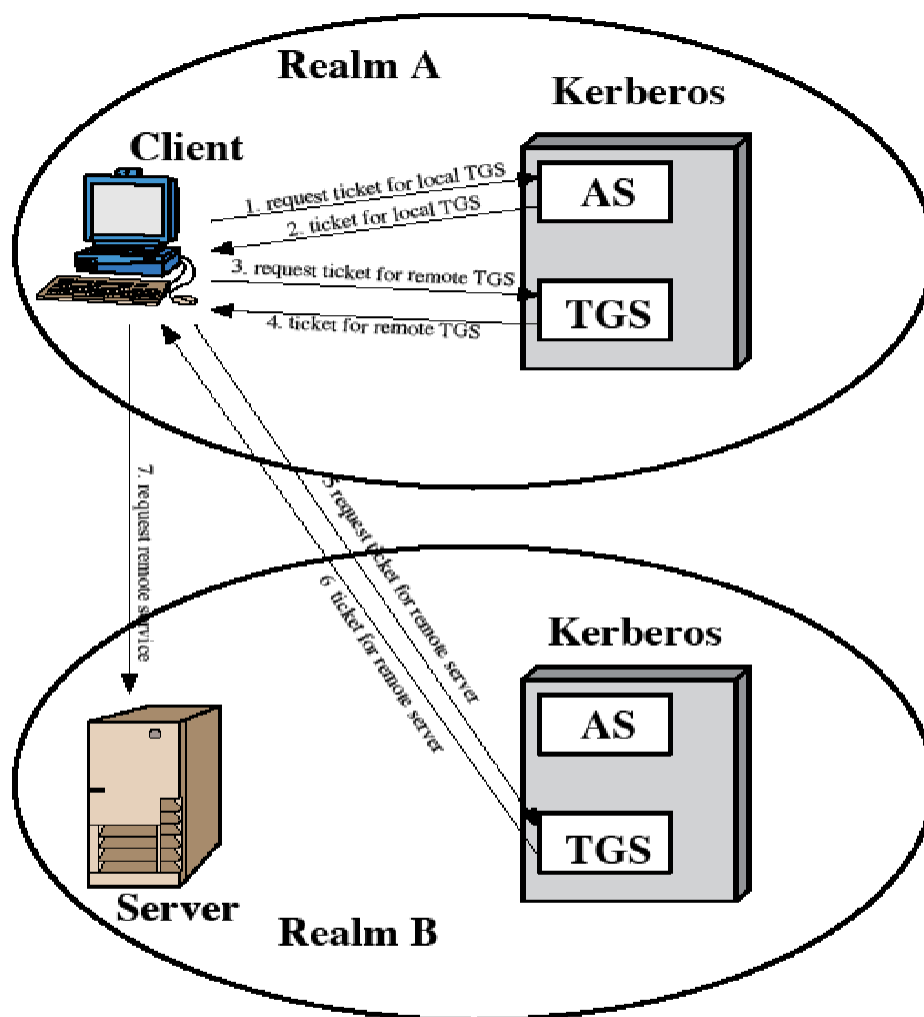 Realm A
Kerberos
Client
AS
1. request ticket for local TGS
2. ticket for local TGS
3. request ticket for remote TGS
TGS
4. ticket for remote TGS
5 request ticket for remote server
6 ticket for remote server
7. request remote service
Kerberos
AS
TGS
Server
Realm B